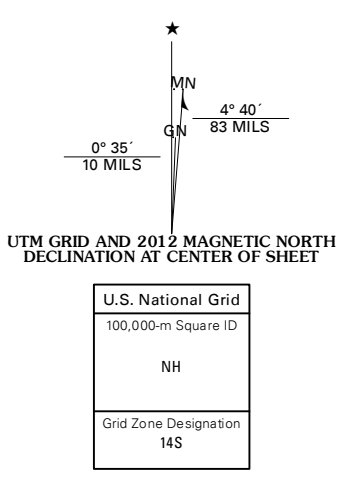 ★
MN
4° 40´
83 MILS
GN
0° 35´
10 MILS
UTM GRID AND 2012 MAGNETIC NORTH
DECLINATION AT CENTER OF SHEET
U.S. National Grid
100,000-m Square ID
NH
Grid Zone Designation
14S